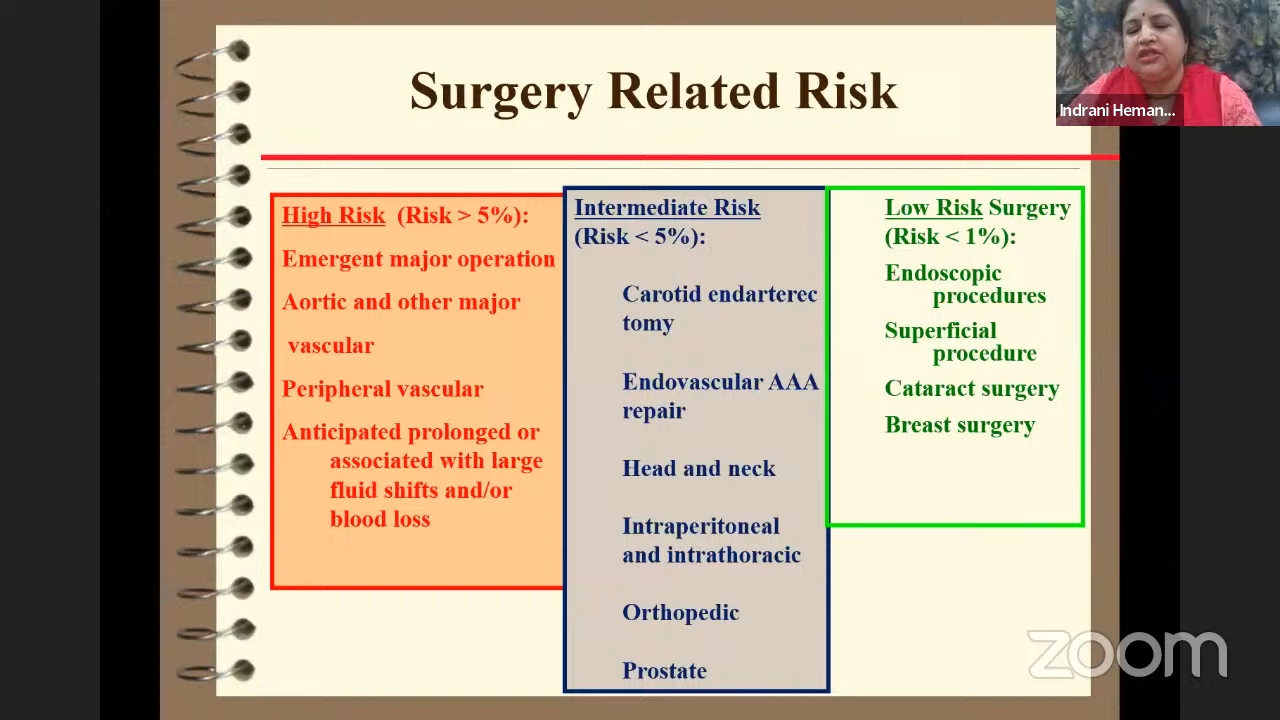 Surgery Related Risk
Indrani Heman...
High Risk (Risk > 5%):
Emergent major operation
Aortic and other major
vascular
Peripheral vascular
Anticipated prolonged or
associated with large
fluid shifts and/or
blood loss
Intermediate Risk
(Risk < 5%):
Carotid endarterec
tomy
Endovascular AAA
repair
Head and neck
Intraperitoneal
and intrathoracic
Orthopedic
Prostate
Low Risk Surgery
(Risk < 1%):
Endoscopic
procedures
Superficial
procedure
Cataract surgery
Breast surgery
zoom